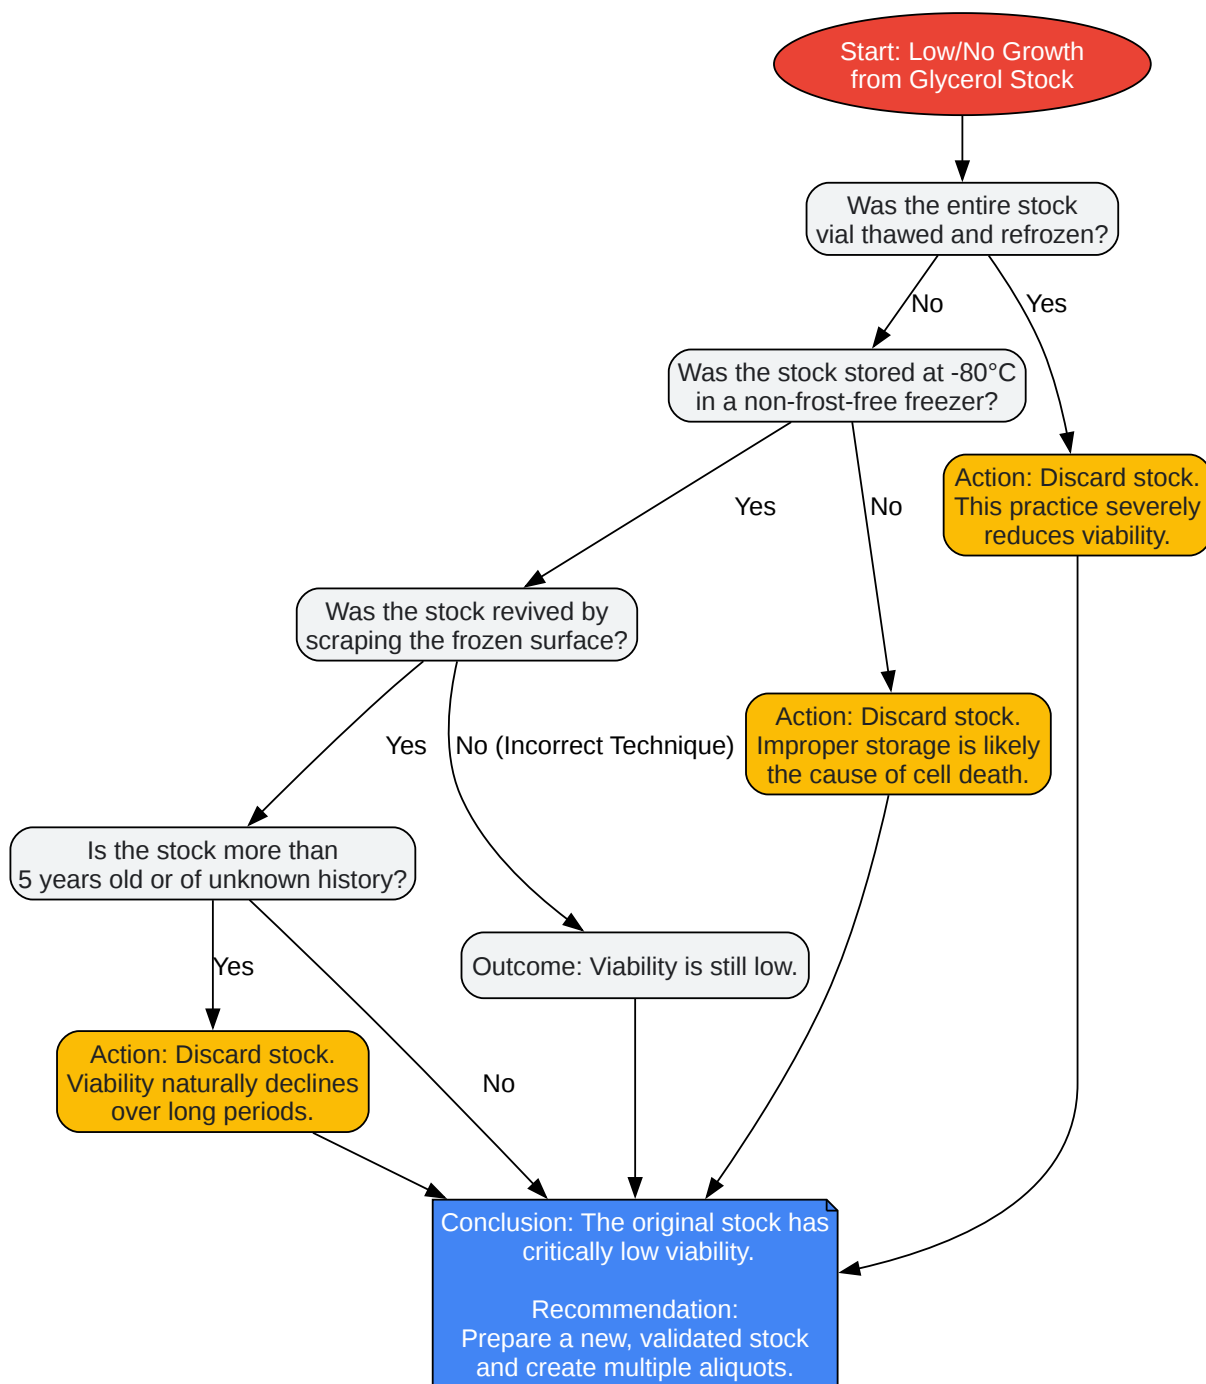 Start: Low/No Growth
from Glycerol Stock
Was the entire stock
vial thawed and refrozen?
No
Yes
Was the stock stored at -80°C
in a non-frost-free freezer?
Action: Discard stock.
This practice severely
reduces viability.
Yes
No
Was the stock revived by
scraping the frozen surface?
Action: Discard stock.
Improper storage is likely
the cause of cell death.
Yes
No (Incorrect Technique)
Is the stock more than
5 years old or of unknown history?
Outcome: Viability is still low.
Yes
Action: Discard stock.
Viability naturally declines
over long periods.
No
Conclusion: The original stock has
critically low viability.
Recommendation:
Prepare a new, validated stock
and create multiple aliquots.